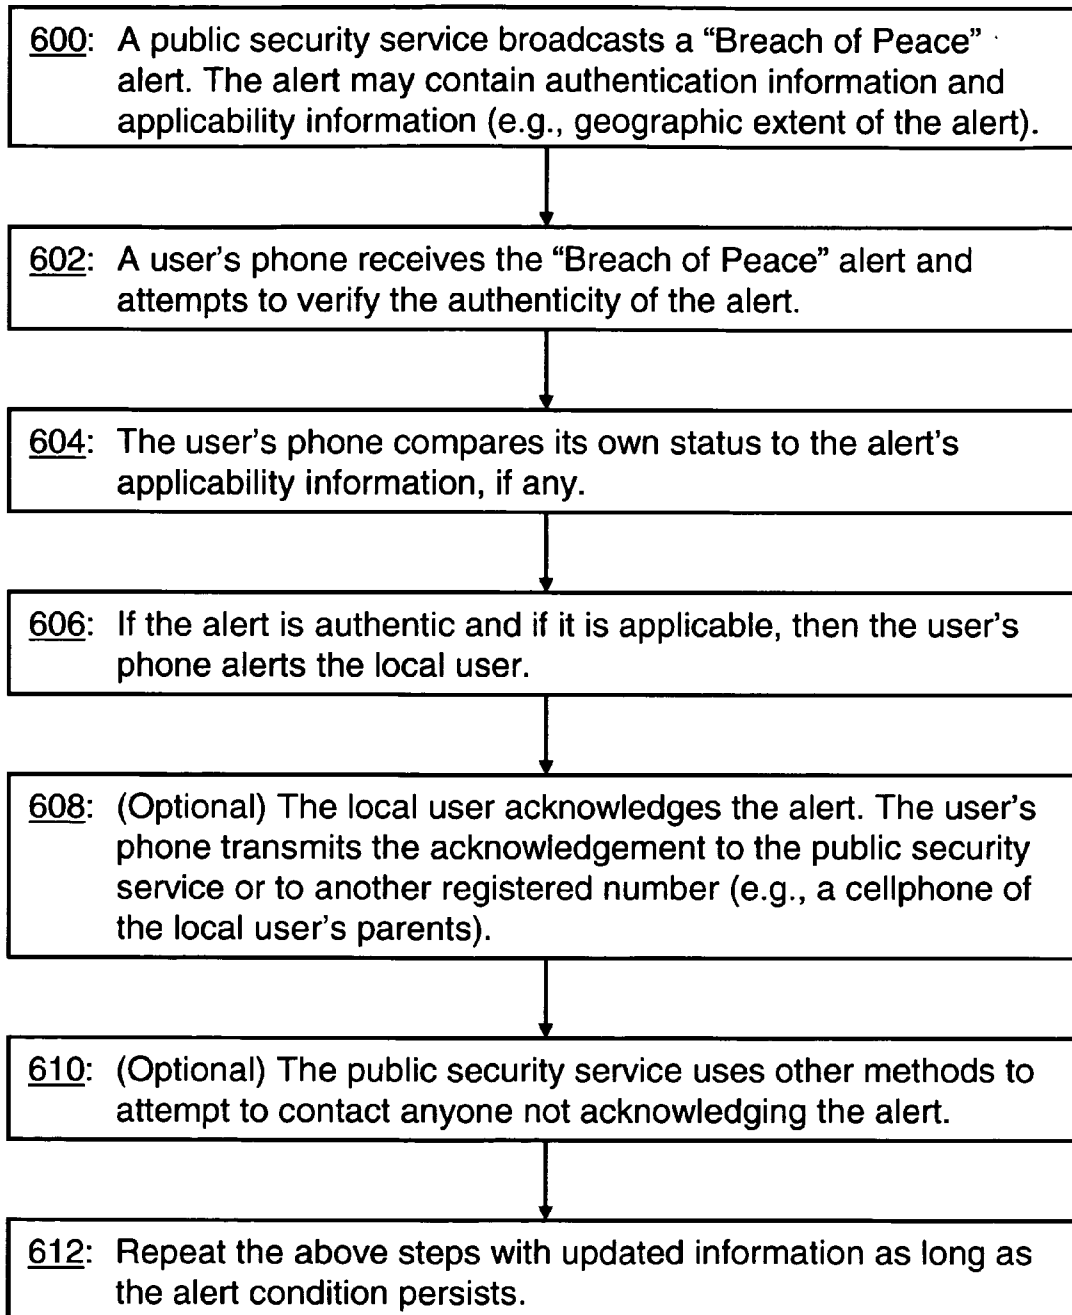 600: A public security service broadcasts a “Breach of Peace”
alert. The alert may contain authentication information and
applicability information (e.g., geographic extent of the alert).
602: A user’s phone receives the “Breach of Peace” alert and
attempts to verify the authenticity of the alert.
604: The user’s phone compares its own status to the alert’s
applicability information, if any.
606: If the alert is authentic and if it is applicable, then the user’s
phone alerts the local user.
608: (Optional) The local user acknowledges the alert. The user’s
phone transmits the acknowledgement to the public security
service or to another registered number (e.g., a cellphone of
the local user’s parents).
610: (Optional) The public security service uses other methods to
attempt to contact anyone not acknowledging the alert.
612: Repeat the above steps with updated information as long as
the alert condition persists.